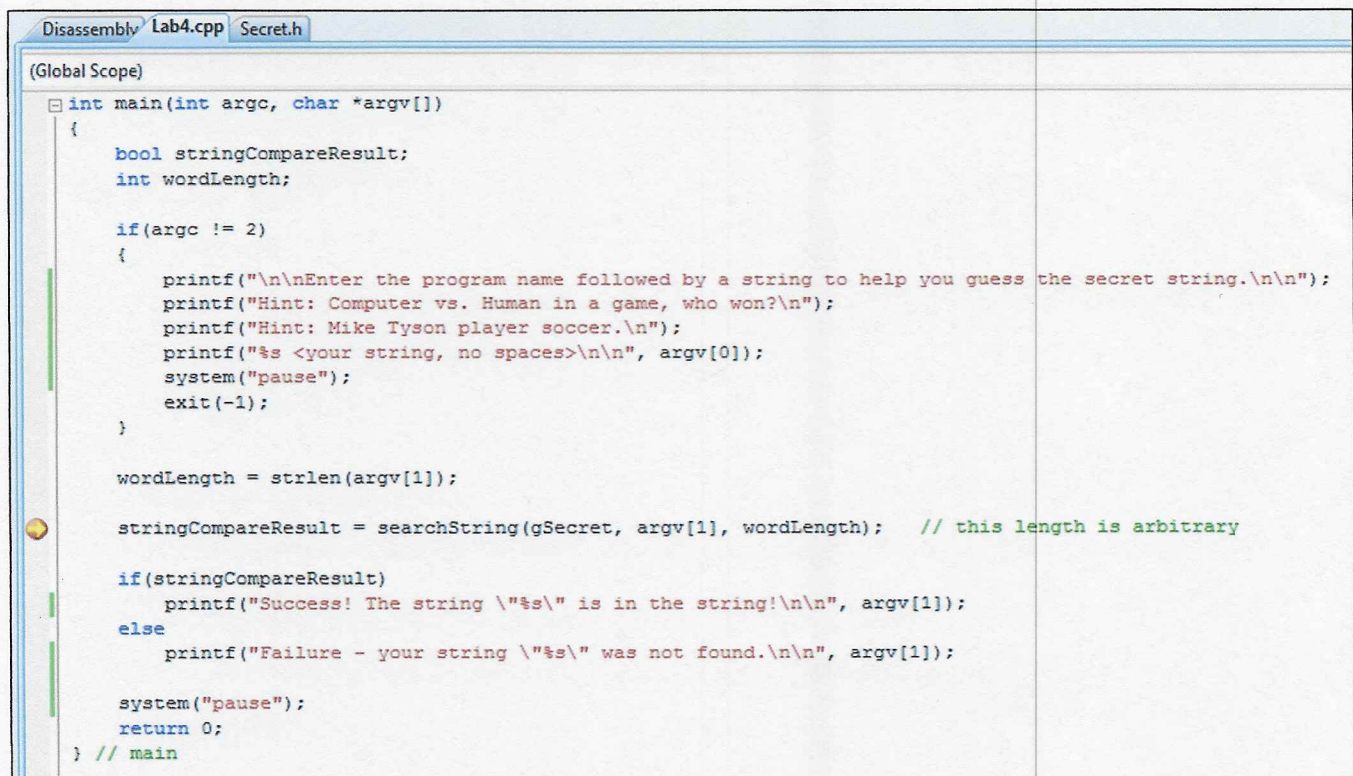 Disassembly Lab4.cpp Secret.h
(Global Scope)
int main(int argc, char *argv[])
{
bool stringCompareResult;
int wordLength;
if(argc != 2)
{
printf("\n\nEnter the program name followed by a string to help you guess the secret string.\n\n");
printf("Hint: Computer vs. Human in a game, who won?\n");
printf("Hint: Mike Tyson player soccer.\n");
printf("%s <your string, no spaces>\n\n", argv[0]);
system("pause");
exit(-1);
}
wordLength = strlen(argv[1]);
stringCompareResult = searchString(gSecret, argv[1], wordLength); // this length is arbitrary
if(stringCompareResult)
printf("Success! The string \"%s\" is in the string!\n\n", argv[1]);
else
printf("Failure - your string \"%s\" was not found.\n\n", argv[1]);
system("pause");
return 0;
} // main